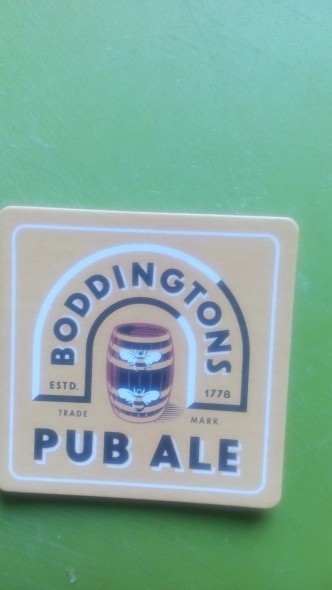 BODDINGTONS
ESTD. 1778
TRADE MARK
PUB ALE